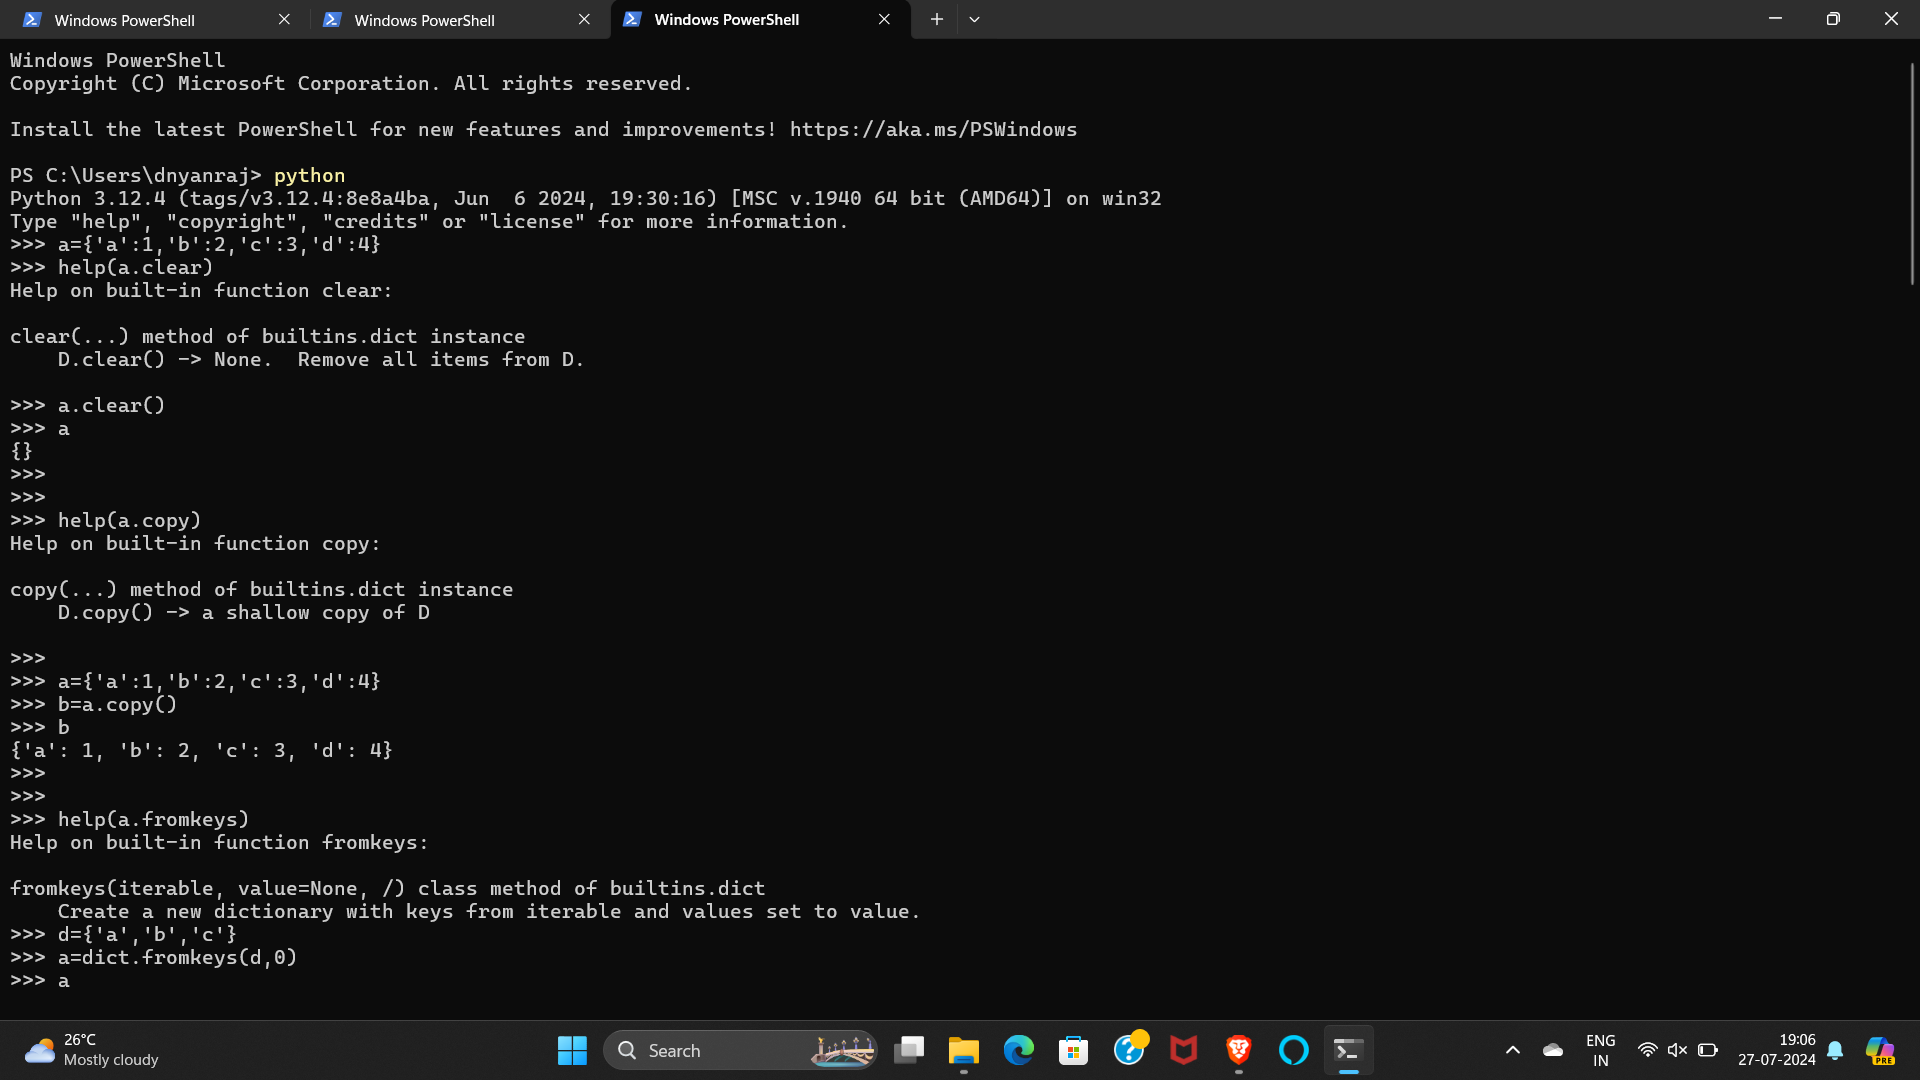 Windows PowerShell
Windows PowerShell
Windows PowerShell
Windows PowerShell
Copyright (C) Microsoft Corporation. All rights reserved.
Install the latest PowerShell for new features and improvements! https://aka.ms/PSWindows
PS C:\Users\dnyanraj> python
Python 3.12.4 (tags/v3.12.4:8e8a4ba, Jun  6 2024, 19:30:16) [MSC v.1940 64 bit (AMD64)] on win32
Type "help", "copyright", "credits" or "license" for more information.
>>> a={'a':1,'b':2,'c':3,'d':4}
>>> help(a.clear)
Help on built-in function clear:
clear(...) method of builtins.dict instance
    D.clear() -> None.  Remove all items from D.
>>> a.clear()
>>> a
{}
>>>
>>>
>>> help(a.copy)
Help on built-in function copy:
copy(...) method of builtins.dict instance
    D.copy() -> a shallow copy of D
>>>
>>> a={'a':1,'b':2,'c':3,'d':4}
>>> b=a.copy()
>>> b
{'a': 1, 'b': 2, 'c': 3, 'd': 4}
>>>
>>>
>>> help(a.fromkeys)
Help on built-in function fromkeys:
fromkeys(iterable, value=None, /) class method of builtins.dict
    Create a new dictionary with keys from iterable and values set to value.
>>> d={'a','b','c'}
>>> a=dict.fromkeys(d,0)
>>> a
26°C
Mostly cloudy
Search
ENG
IN
19:06
27-07-2024
PRE